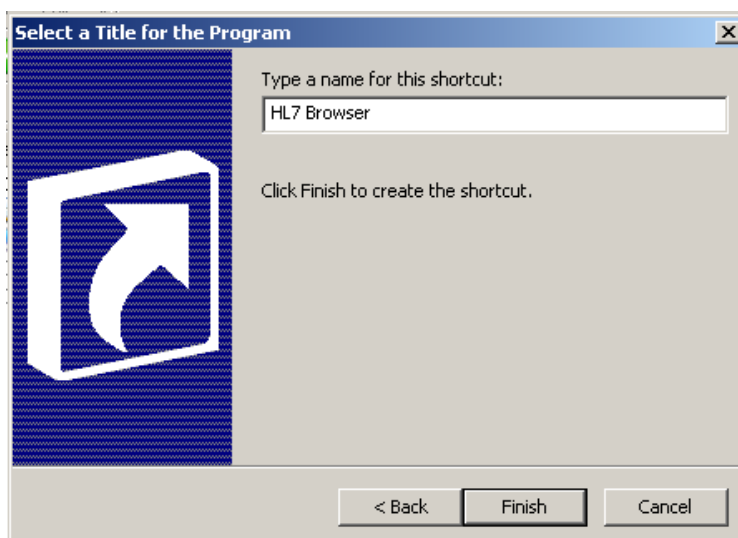 Select a Title for the Program
Type a name for this shortcut:
HL7 Browser
Click Finish to create the shortcut.
< Back Finish Cancel